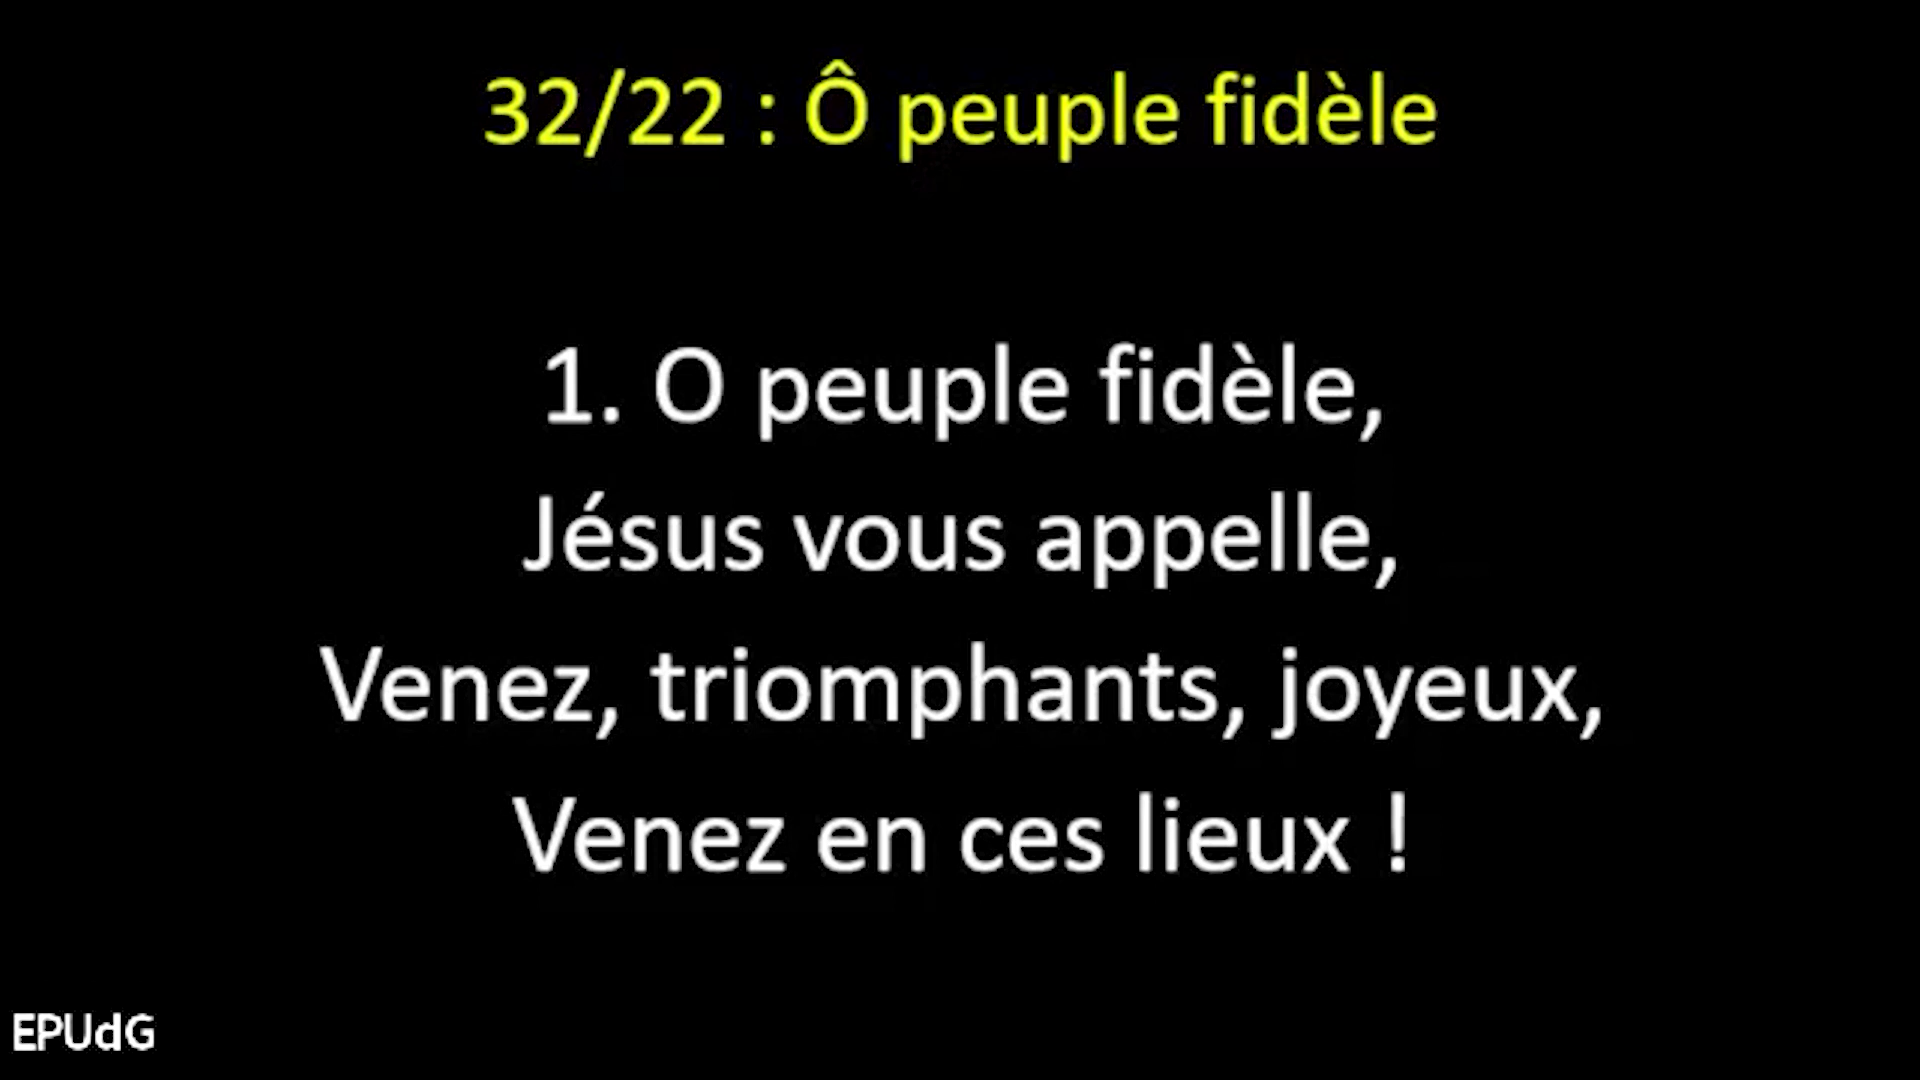 32/22 : Ô peuple fidèle
1. O peuple fidèle,
Jésus vous appelle,
Venez, triomphants, joyeux,
Venez en ces lieux !
EPUdG